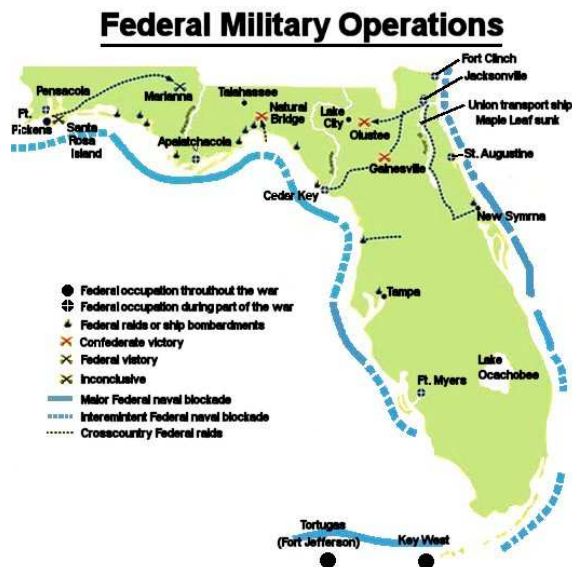 Federal Military Operations
Fort Clinch
Jacksonville
Pensacola
Marianna
Talahassee
Natural
Bridge
Lake
City
Olustee
Union transport ship
Maple Leaf sunk
Ft.
Pickens
Santa
Rosa
Island
Apalatchacola
Gainesville
St. Augustine
Cedar Key
New Symrna
Tampa
Federal occupation throuthout the war
Federal occupation during part of the war
Federal raids or ship bombardments
Confederate victory
Federal vistory
Inconclusive
Major Federal naval blockade
Interemintent Federal naval blockade
Crosscountry Federal raids
Lake
Ocachobee
Ft. Myers
Tortugas
(Fort Jefferson)
Key West